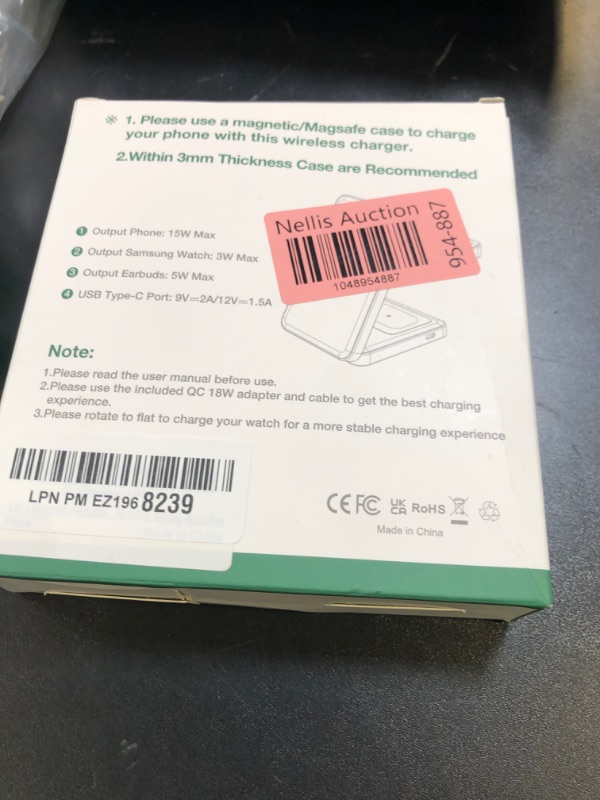 ※ 1. Please use a magnetic/Magsafe case to charge
your phone with this wireless charger.
2.Within 3mm Thickness Case are Recommended
1 Output Phone: 15W Max
2 Output Samsung Watch: 3W Max
3 Output Earbuds: 5W Max
4 USB Type-C Port: 9V=2A/12V=1.5A
Nellis Auction
1048954887
954-887
Note:
1.Please read the user manual before use.
2.Please use the included QC 18W adapter and cable to get the best charging
experience.
3.Please rotate to flat to charge your watch for a more stable charging experience
LPN PM EZ196 8239
CE FC UK CA RoHS
Made in China